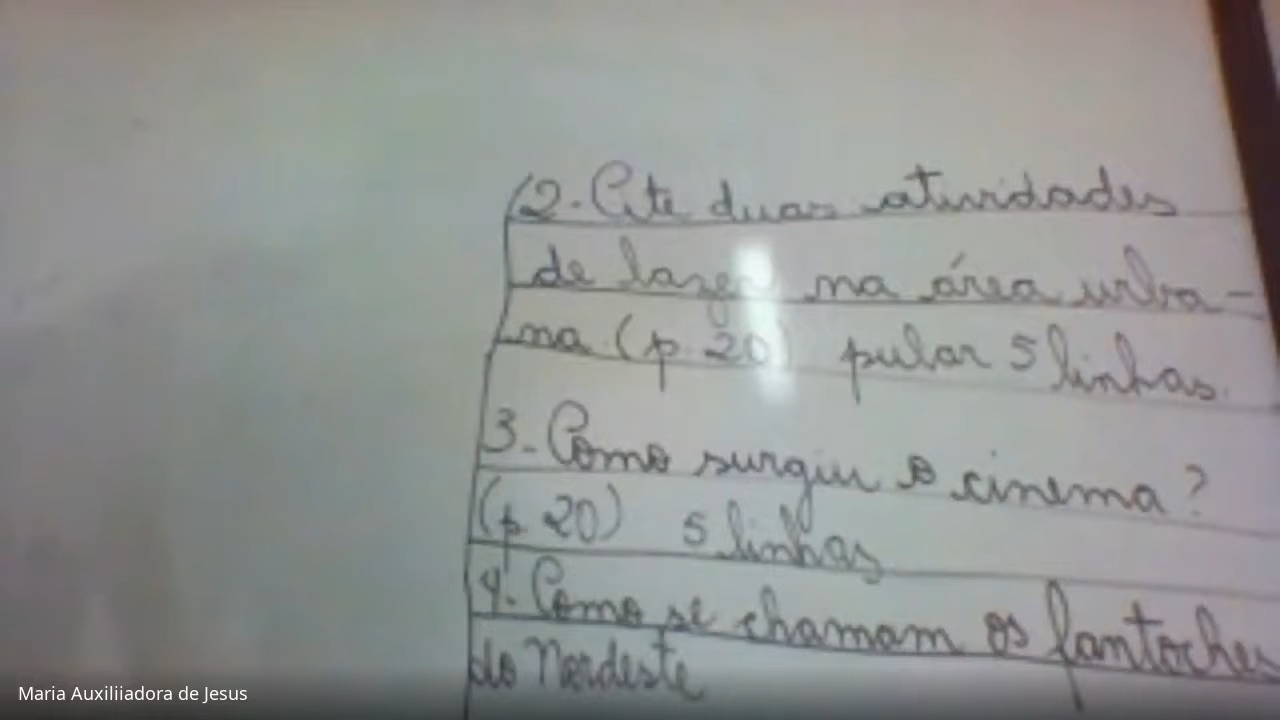 2. Cite duas atividades
de lazer na área urba-
na (p 20) pular 5 linhas.
3. Como surgiu o cinema?
(p 20) 5 linhas
4. Como se chamam os fantoches
do Nordeste
Maria Auxiliiadora de Jesus